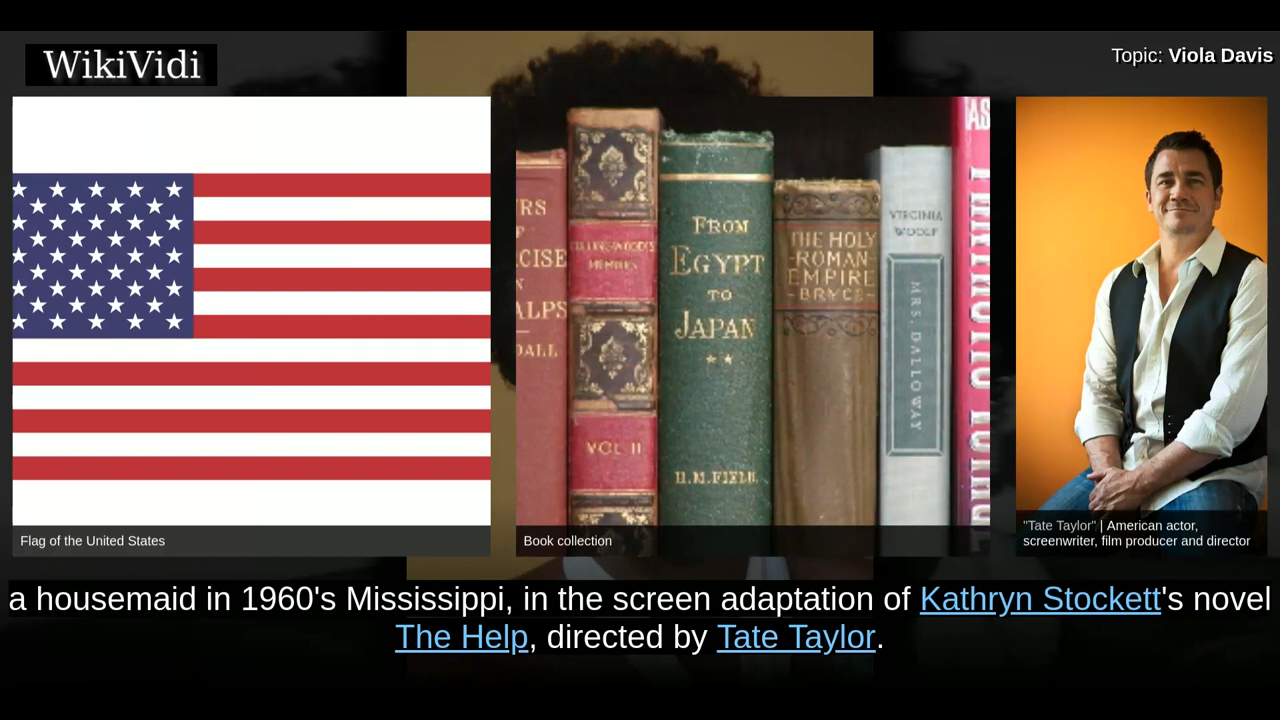 WikiVidi
Topic: Viola Davis
VOL II
FROM
EGYPT
TO
JAPAN
H.M. FIELD.
THE HOLY
ROMAN
EMPIRE
BRYCE
VIRGINIA
WOOLF
MRS. DALLOWAY
Flag of the United States
Book collection
"Tate Taylor" | American actor,
screenwriter, film producer and director
a housemaid in 1960's Mississippi, in the screen adaptation of Kathryn Stockett's novel
The Help, directed by Tate Taylor.